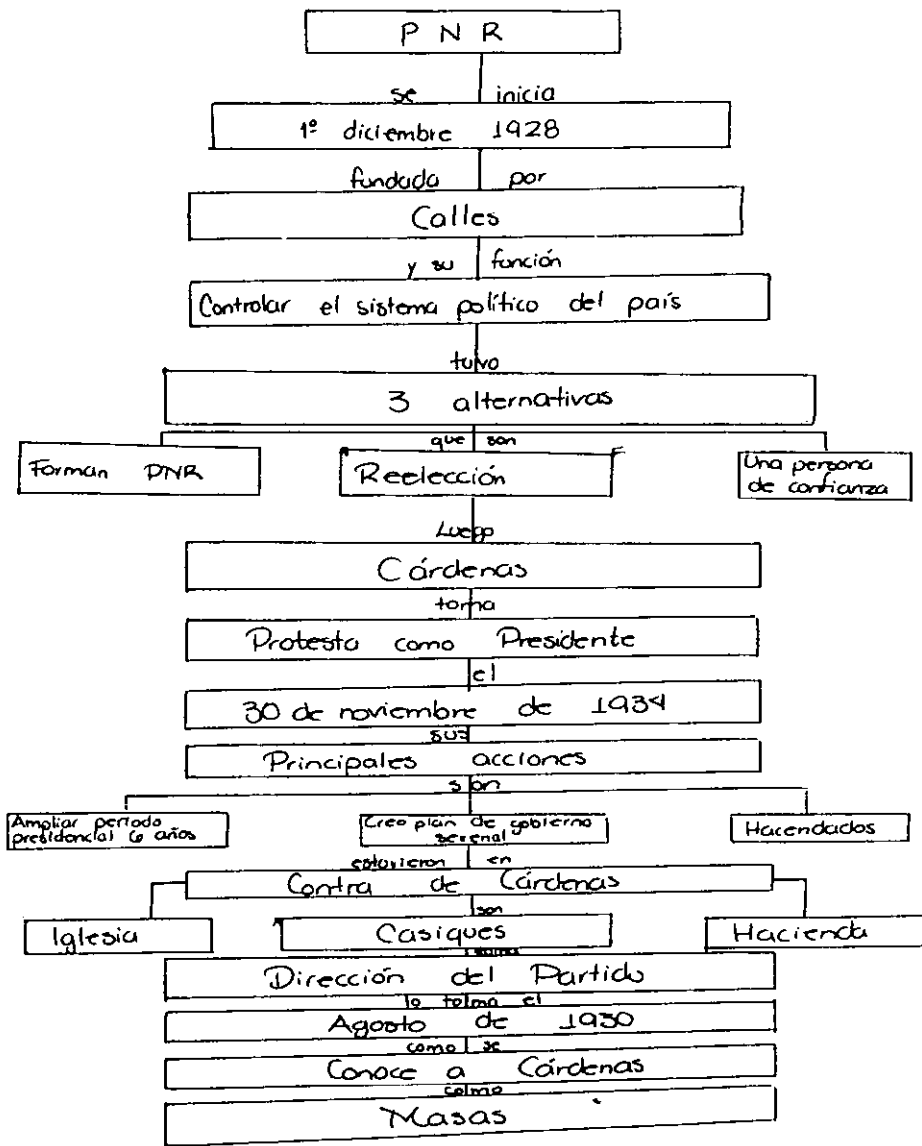 P N R
se inicia
1º diciembre 1928
fundada por
Calles
y su función
Controlar el sistema político del país
tuvo
3 alternativas
que son
Forman PNR
Reelección
Una persona
de confianza
Luego
Cárdenas
toma
Protesta como Presidente
el
30 de noviembre de 1934
sus
Principales acciones
son
Ampliar período
presidencial 6 años
Creo plan de gobierno
sexenal
Hacendados
estuvieron en
Contra de Cárdenas
son
Iglesia
Casiques
Hacienda
Dirección del Partido
lo toma el
Agosto de 1930
como se
Conoce a Cárdenas
como
Masas